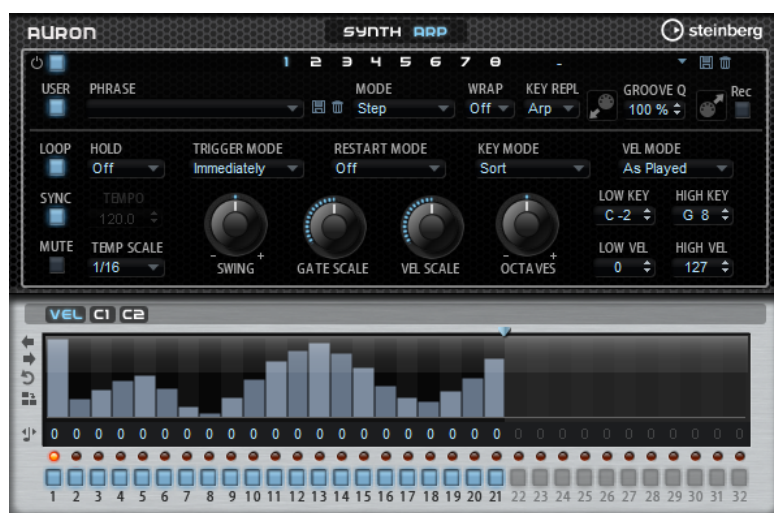 AURON SYNTH ARP steinberg
1 2 3 4 5 6 7 8 -
USER PHRASE MODE WRAP KEY REPL GROOVE Q Rec
Step Off Arp 100 %
LOOP HOLD TRIGGER MODE RESTART MODE KEY MODE VEL MODE
Off Immediately Off Sort As Played
SYNC TEMPO LOW KEY HIGH KEY
120.0 C -2 G 8
MUTE TEMP SCALE LOW VEL HIGH VEL
1/16 - + SWING GATE SCALE VEL SCALE - + OCTAVES 0 127
VEL C1 C2
0 0 0 0 0 0 0 0 0 0 0 0 0 0 0 0 0 0 0 0 0 0 0 0 0 0 0 0 0 0 0 0
1 2 3 4 5 6 7 8 9 10 11 12 13 14 15 16 17 18 19 20 21 22 23 24 25 26 27 28 29 30 31 32